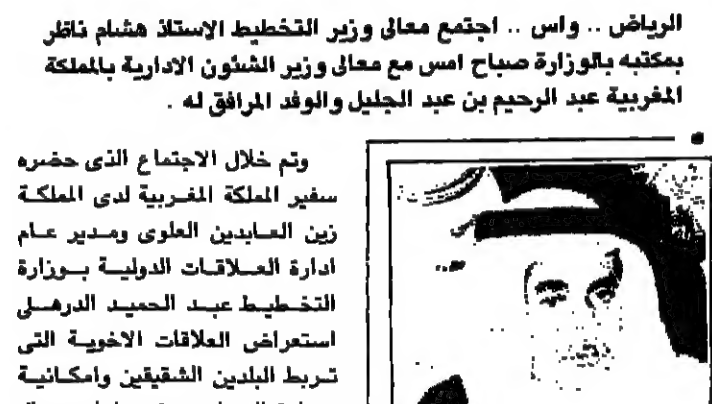 الرياض .. واس .. اجتمع معالى وزير التخطيط الاستاذ هشام ناظر
بمكتبه بالوزارة صباح امس مع معالى وزير الشئون الادارية بالمملكة
المغربية عبد الرحيم بن عبد الجليل والوفد المرافق له .
وتم خلال الاجتماع الذى حضره
سفير المملكة المغربية لدى المملكة
زين العابدين العلوى ومدير عام
ادارة العلاقات الدولية بوزارة
التخطيط عبد الحميد الدرهلى
استعراض العلاقات الاخوية التى
تربط البلدين الشقيقين وامكانية